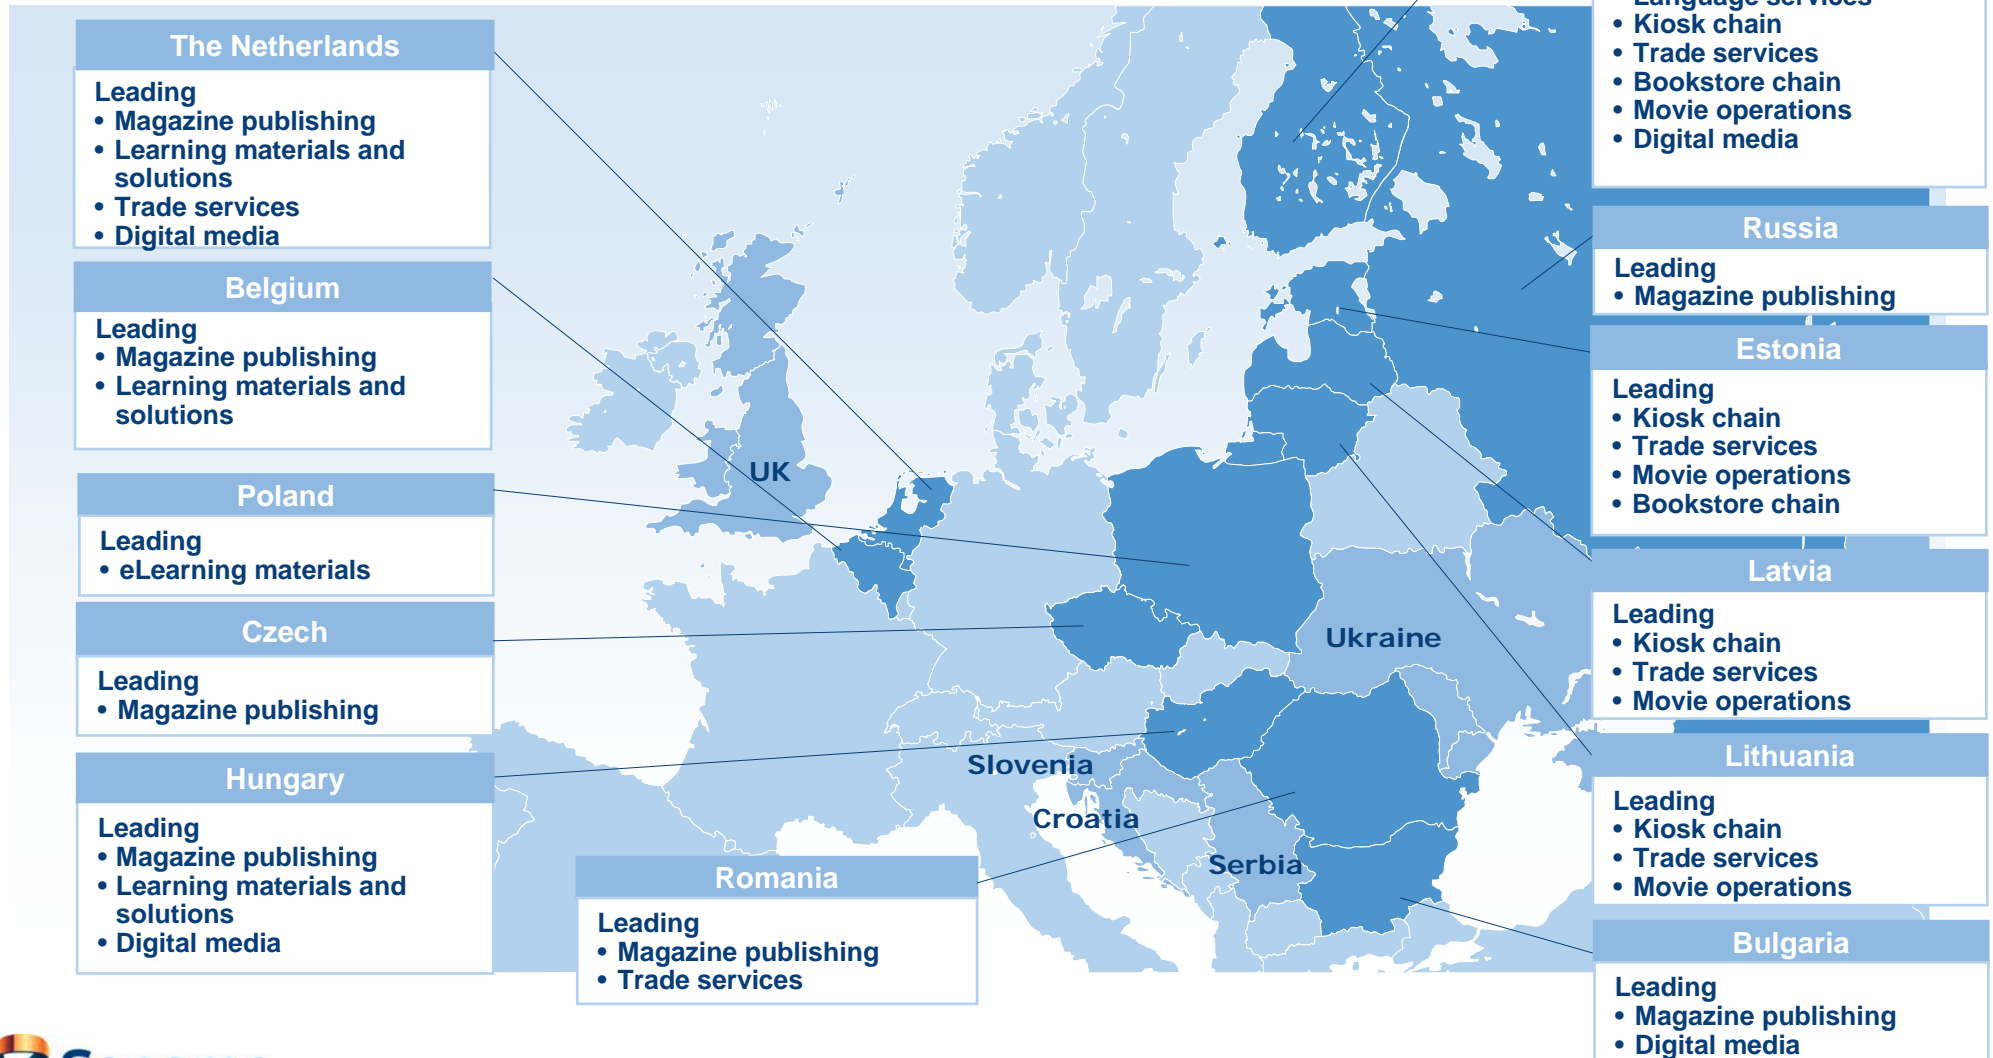 The Netherlands
Leading
• Magazine publishing
• Learning materials and
solutions
• Trade services
• Digital media
Belgium
Leading
• Magazine publishing
• Learning materials and
solutions
Poland
Leading
• eLearning materials
Czech
Leading
• Magazine publishing
Hungary
Leading
• Magazine publishing
• Learning materials and
solutions
• Digital media
Romania
Leading
• Magazine publishing
• Trade services
UK
Ukraine
Slovenia
Croatia
Serbia
Language services
• Kiosk chain
• Trade services
• Bookstore chain
• Movie operations
• Digital media
Russia
Leading
• Magazine publishing
Estonia
Leading
• Kiosk chain
• Trade services
• Movie operations
• Bookstore chain
Latvia
Leading
• Kiosk chain
• Trade services
• Movie operations
Lithuania
Leading
• Kiosk chain
• Trade services
• Movie operations
Bulgaria
Leading
• Magazine publishing
• Digital media